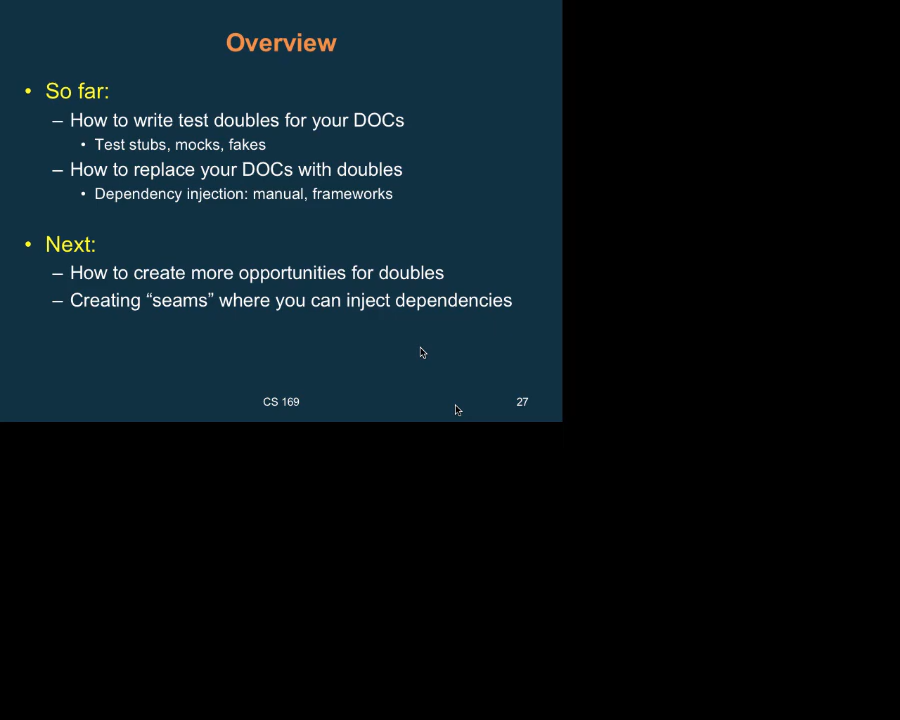 Overview
• So far:
– How to write test doubles for your DOCs
• Test stubs, mocks, fakes
– How to replace your DOCs with doubles
• Dependency injection: manual, frameworks
• Next:
– How to create more opportunities for doubles
– Creating “seams” where you can inject dependencies
CS 169
27